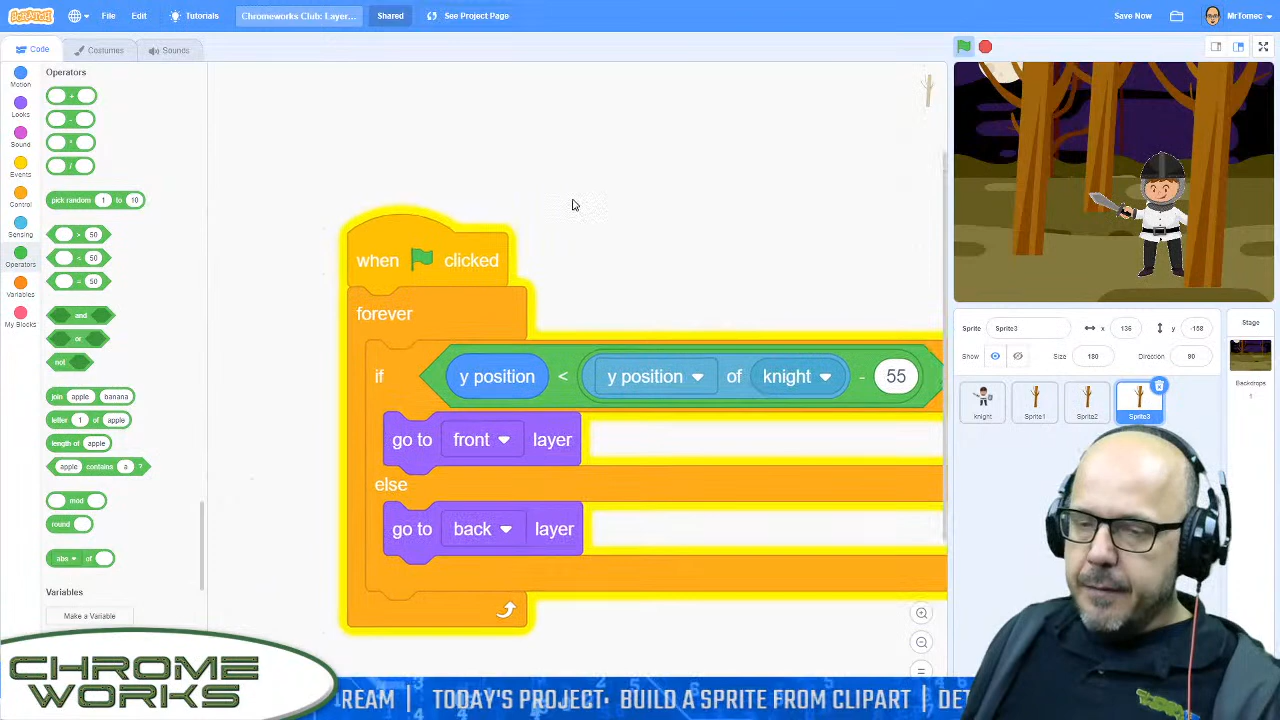 SCRATCH File Edit Tutorials Chromeworks Club: Layer... Shared See Project Page Save Now MrTomec
Code Costumes Sounds
Motion
Looks
Sound
Events
Control
Sensing
Operators
Variables
My Blocks
Operators
+
-
*
/
pick random 1 to 10
> 50
< 50
= 50
and
or
not
join apple banana
letter 1 of apple
length of apple
apple contains a ?
mod
round
abs of
Variables
Make a Variable
when clicked
forever
if y position < y position of knight - 55
go to front layer
else
go to back layer
Sprite Sprite3 x 136 y -158
Show Size 180 Direction 90
knight Sprite1 Sprite2 Sprite3
Stage
Backdrops
1
CHROME
WORKS
REAM | TODAY'S PROJECT: BUILD A SPRITE FROM CLIPART | DE